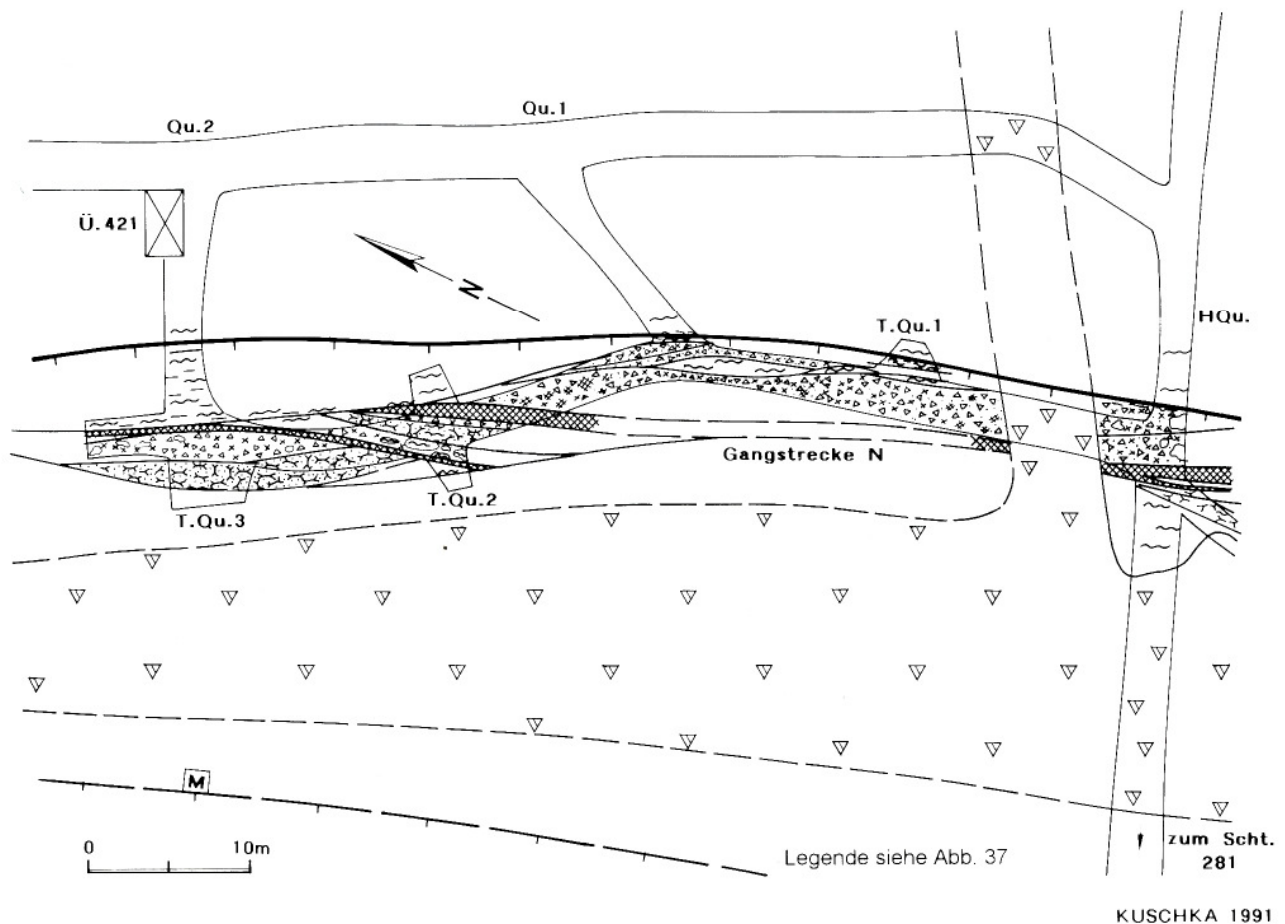 Qu.2
Qu.1
Ü.421
N
T.Qu.1
HQu.
Gangstrecke N
T.Qu.2
T.Qu.3
M
0 10m
Legende siehe Abb. 37
zum Scht.
281
KUSCHKA 1991